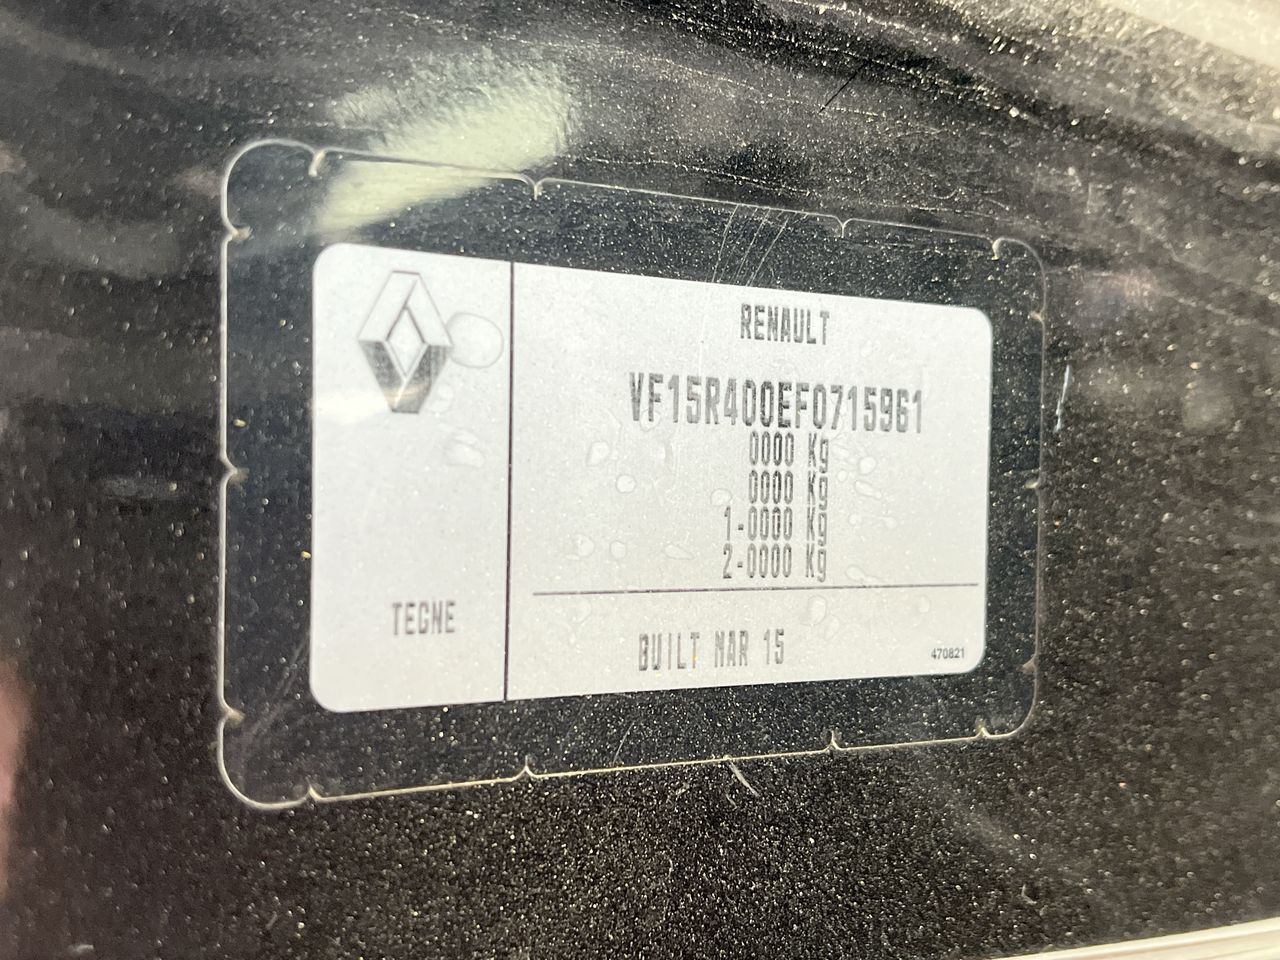 RENAULT
VF15R400EF0715961
0000 Kg
0000 Kg
1-0000 Kg
2-0000 Kg
TEGNE
BUILT MAR 15
470821